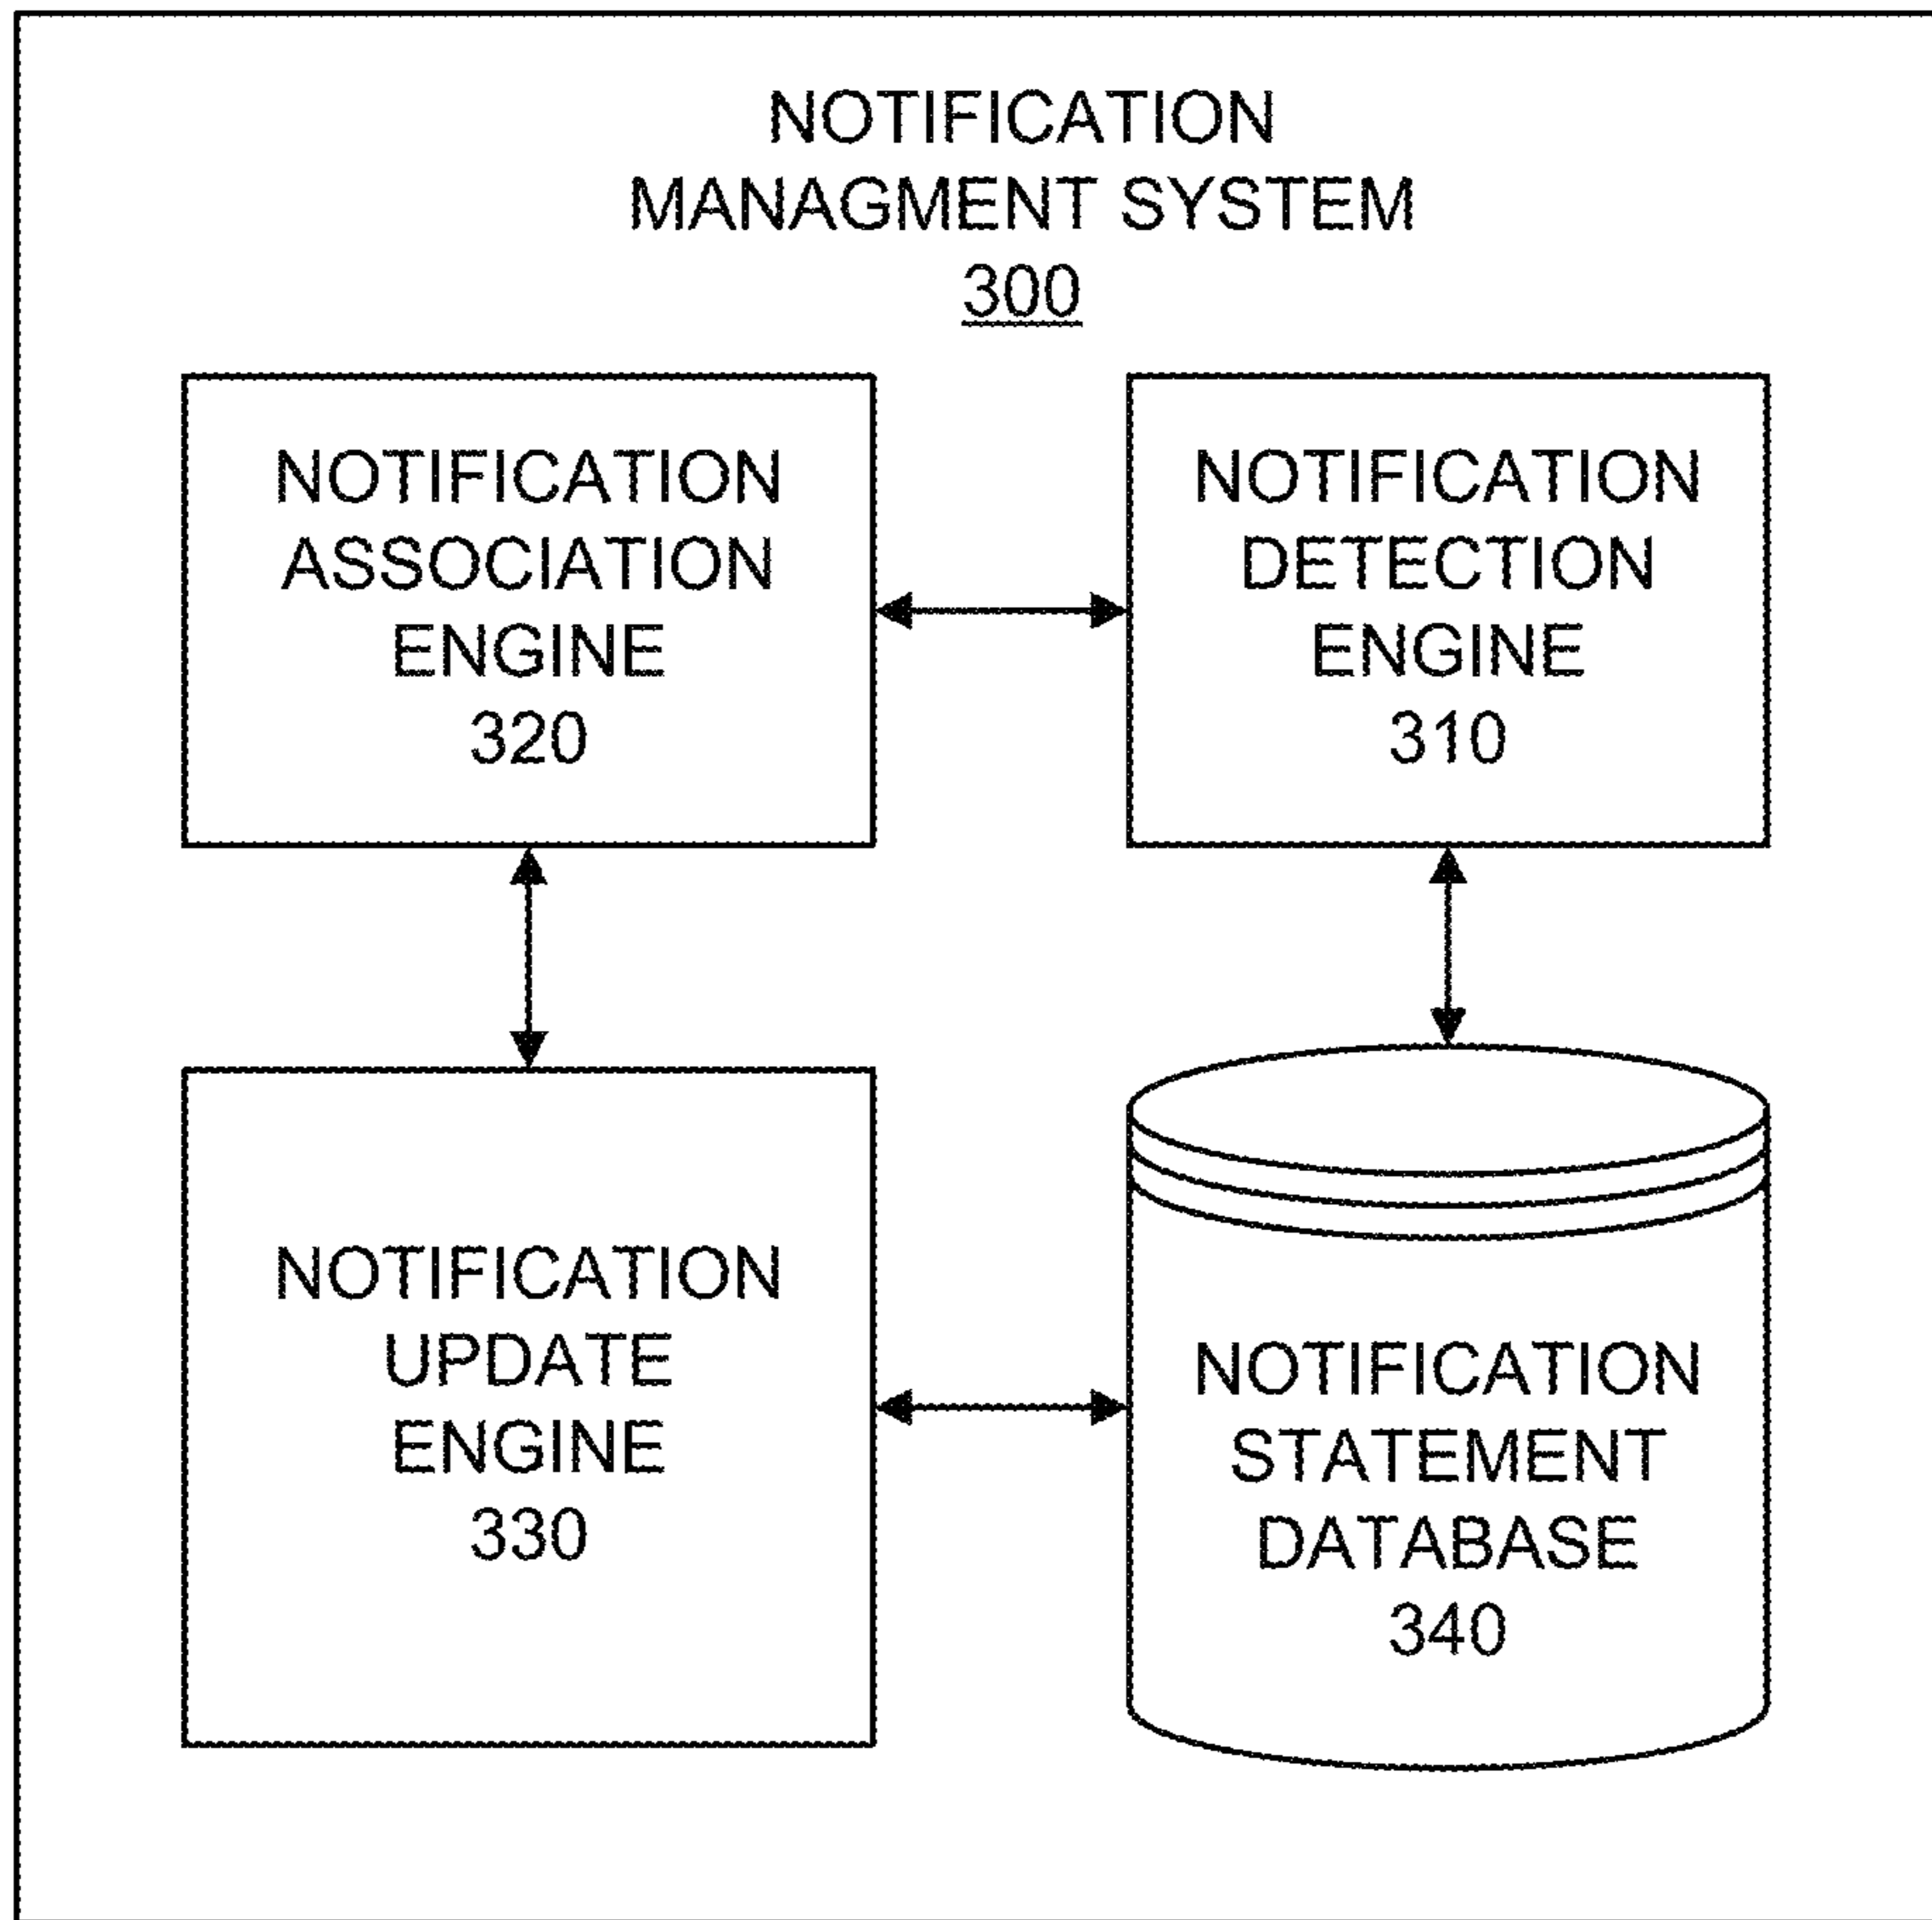 NOTIFICATION
MANAGMENT SYSTEM
300
NOTIFICATION
ASSOCIATION
ENGINE
320
NOTIFICATION
DETECTION
ENGINE
310
NOTIFICATION
UPDATE
ENGINE
330
NOTIFICATION
STATEMENT
DATABASE
340